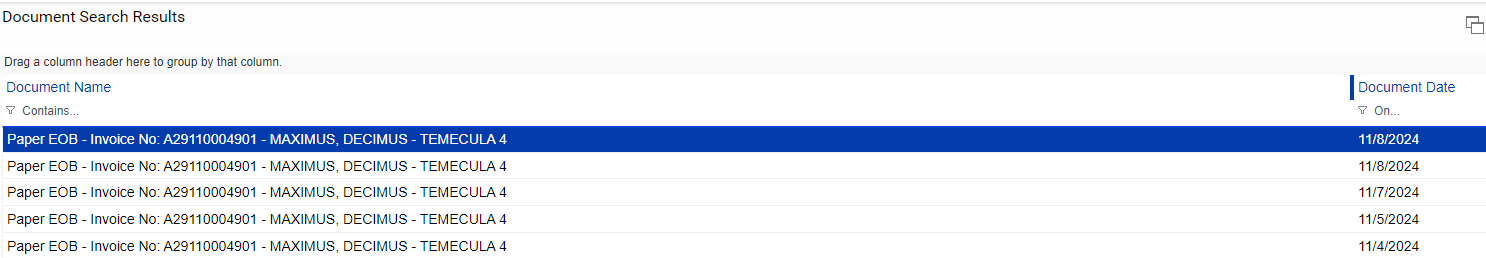 Document Search Results
Drag a column header here to group by that column.
Document Name Document Date
Contains... On...
Paper EOB - Invoice No: A29110004901 - MAXIMUS, DECIMUS - TEMECULA 4 11/8/2024
Paper EOB - Invoice No: A29110004901 - MAXIMUS, DECIMUS - TEMECULA 4 11/8/2024
Paper EOB - Invoice No: A29110004901 - MAXIMUS, DECIMUS - TEMECULA 4 11/7/2024
Paper EOB - Invoice No: A29110004901 - MAXIMUS, DECIMUS - TEMECULA 4 11/5/2024
Paper EOB - Invoice No: A29110004901 - MAXIMUS, DECIMUS - TEMECULA 4 11/4/2024